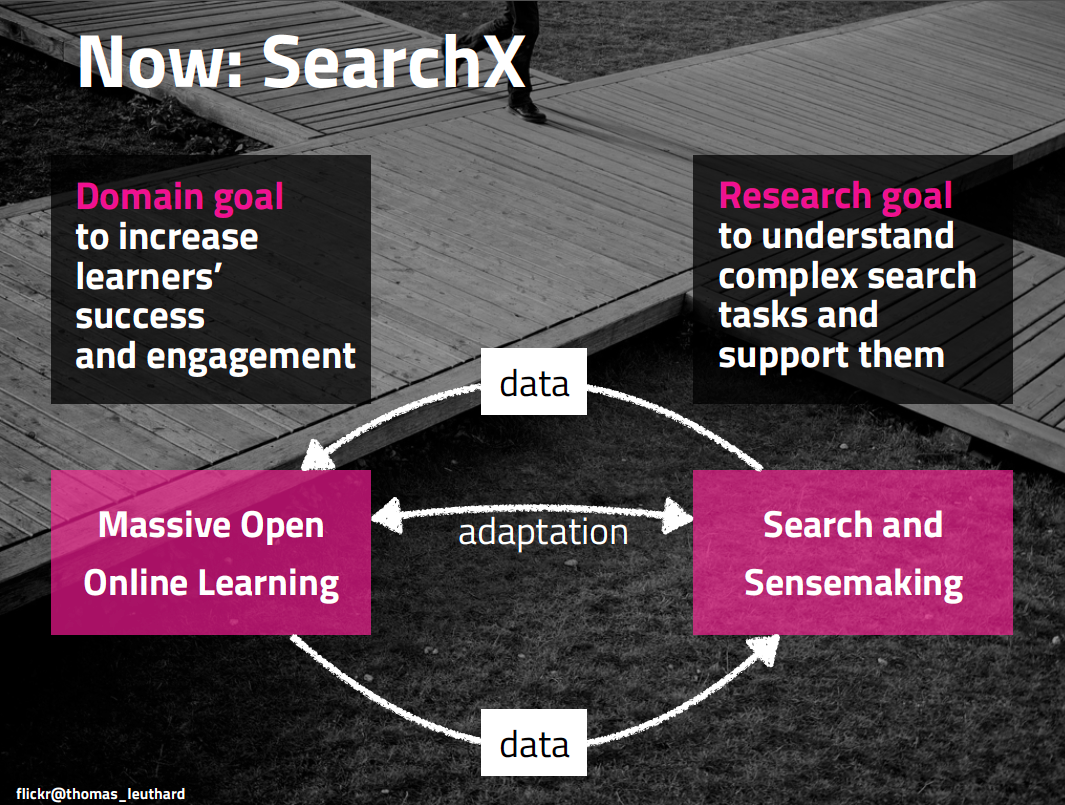 Now: SearchX
Domain goal
to increase
learners’
success
and engagement
Research goal
to understand
complex search
tasks and
support them
data
Massive Open
Online Learning
adaptation
Search and
Sensemaking
data
flickr@thomas_leuthard